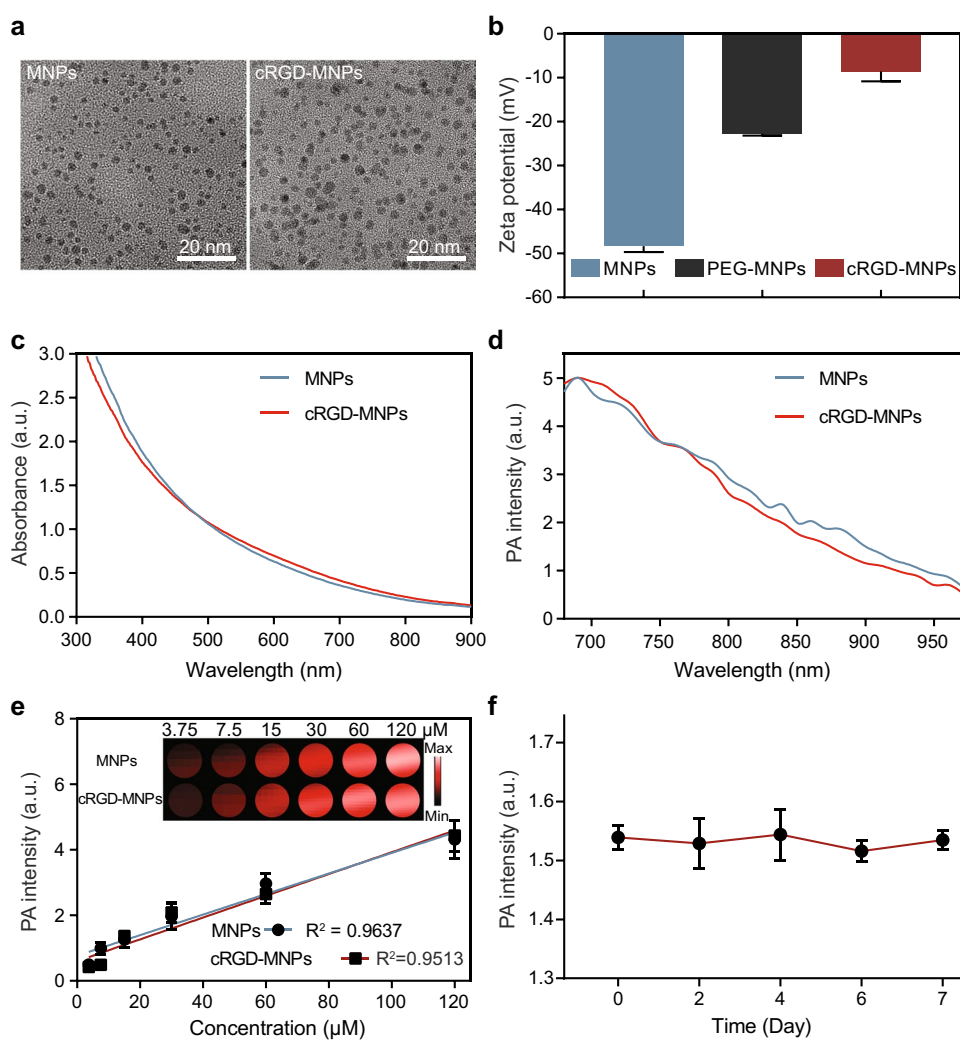 a
MNPs
cRGD-MNPs
20 nm
20 nm
b
0
-10
-20
-30
-40
-50
-60
Zeta potential (mV)
MNPs
PEG-MNPs
cRGD-MNPs
c
3.0
2.5
2.0
1.5
1.0
0.5
0.0
Absorbance (a.u.)
MNPs
cRGD-MNPs
300 400 500 600 700 800 900
Wavelength (nm)
d
5
4
3
2
1
0
PA intensity (a.u.)
MNPs
cRGD-MNPs
700 750 800 850 900 950
Wavelength (nm)
e
8
6
4
2
0
PA intensity (a.u.)
3.75 7.5 15 30 60 120 µM
MNPs
cRGD-MNPs
Max
Min
MNPs R² = 0.9637
cRGD-MNPs R²=0.9513
0 20 40 60 80 100 120
Concentration (µM)
f
1.7
1.6
1.5
1.4
1.3
PA intensity (a.u.)
0 2 4 6 7
Time (Day)